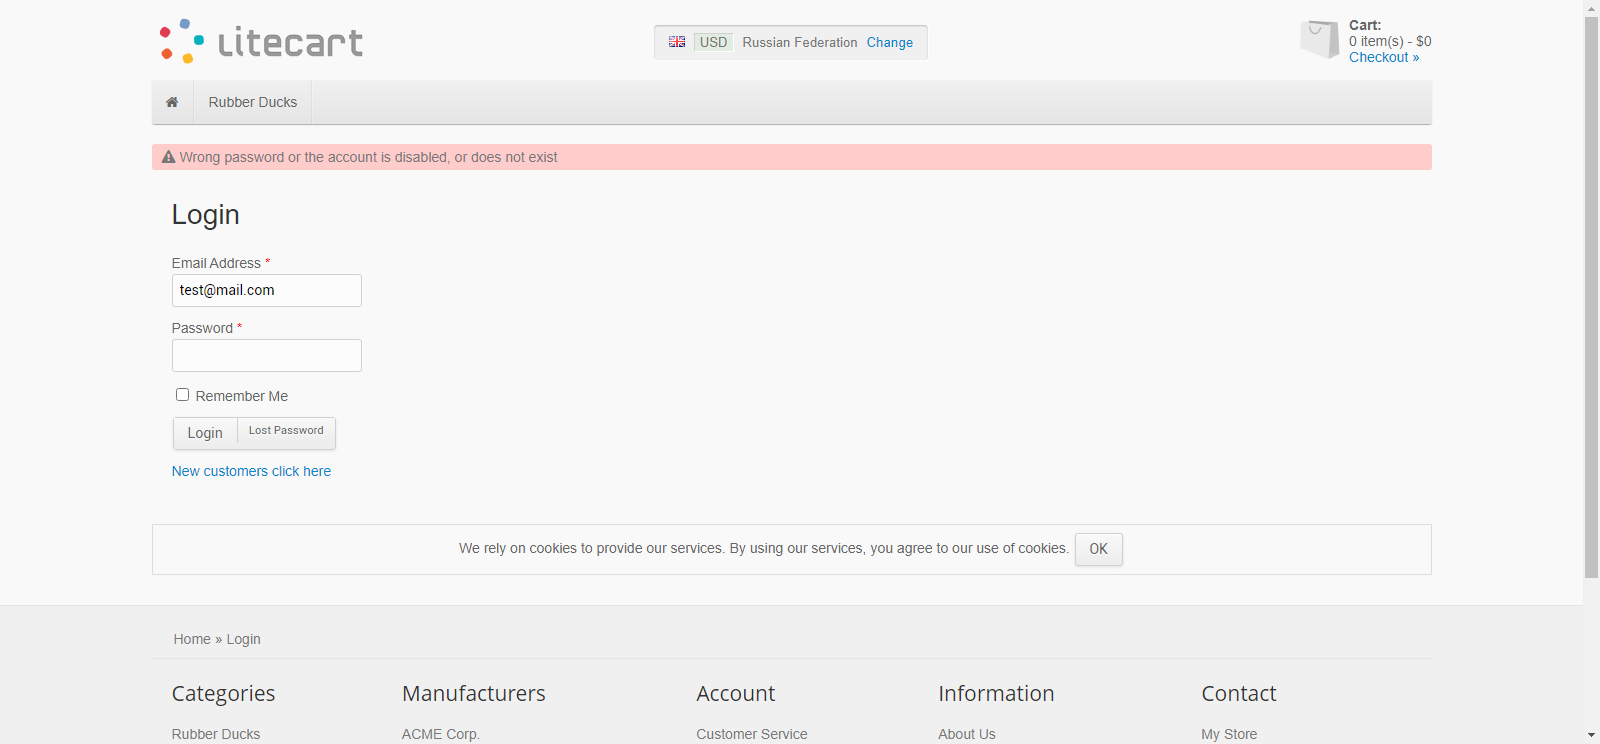 litecart
USD Russian Federation Change
Cart:
0 item(s) - $0
Checkout »
Rubber Ducks
Wrong password or the account is disabled, or does not exist
Login
Email Address *
test@mail.com
Password *
Remember Me
Login Lost Password
New customers click here
We rely on cookies to provide our services. By using our services, you agree to our use of cookies. OK
Home » Login
Categories Manufacturers Account Information Contact
Rubber Ducks ACME Corp. Customer Service About Us My Store